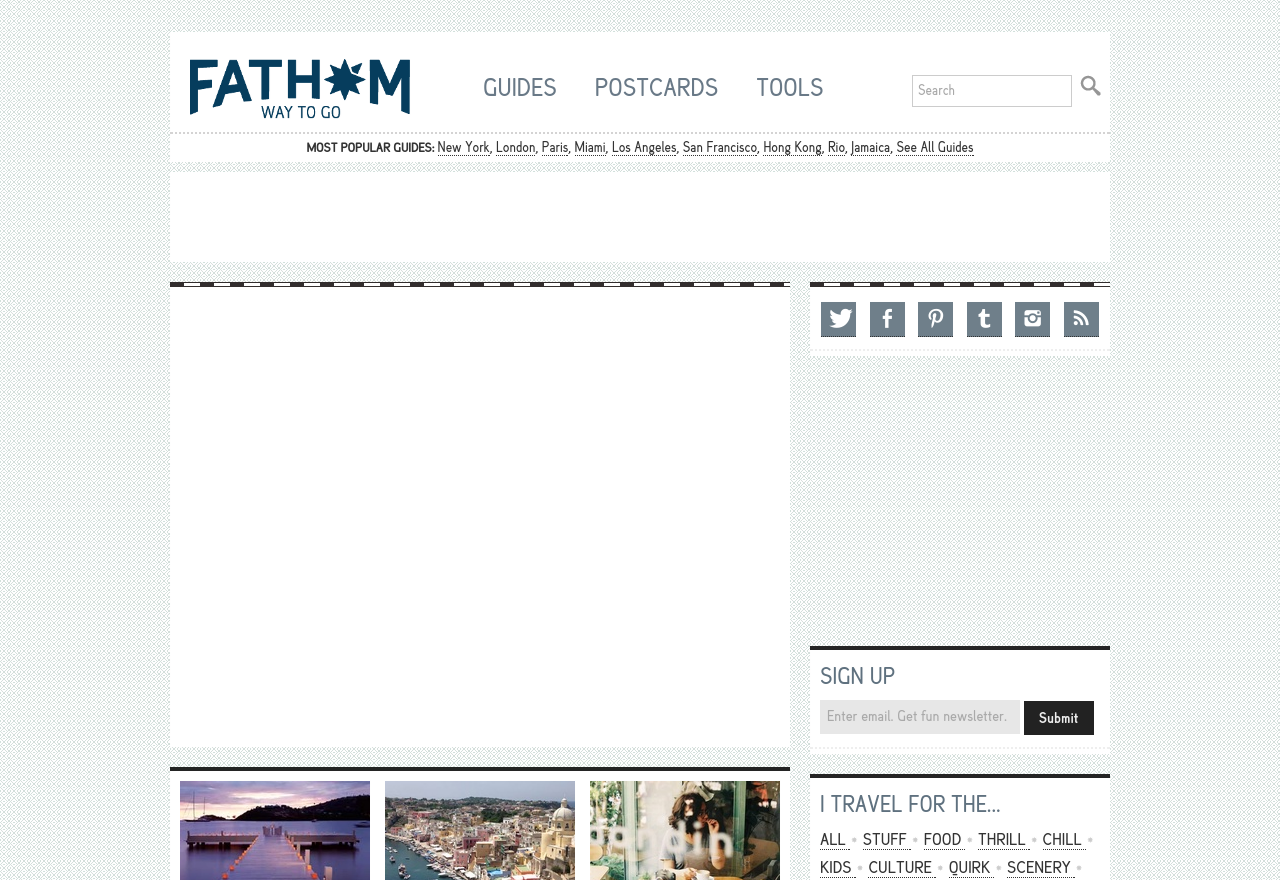 FATHOM
WAY TO GO
GUIDES POSTCARDS TOOLS
Search
MOST POPULAR GUIDES: New York, London, Paris, Miami, Los Angeles, San Francisco, Hong Kong, Rio, Jamaica, See All Guides
SIGN UP
Enter email. Get fun newsletter. Submit
I TRAVEL FOR THE...
ALL • STUFF • FOOD • THRILL • CHILL •
KIDS • CULTURE • QUIRK • SCENERY •